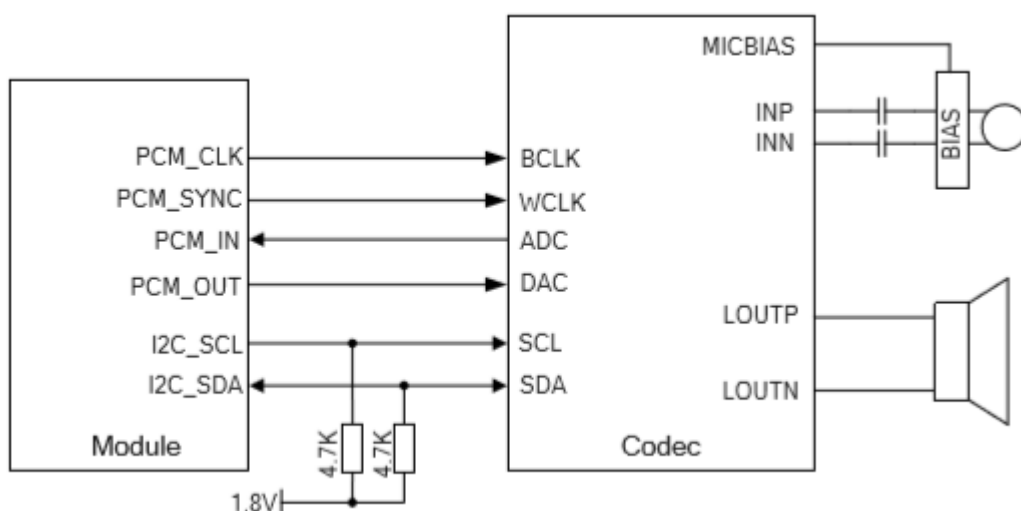 MICBIAS
INP
INN
BIAS
PCM_CLK
BCLK
PCM_SYNC
WCLK
PCM_IN
ADC
PCM_OUT
DAC
LOUTP
I2C_SCL
SCL
I2C_SDA
SDA
LOUTN
Module
4.7K
4.7K
Codec
1.8V